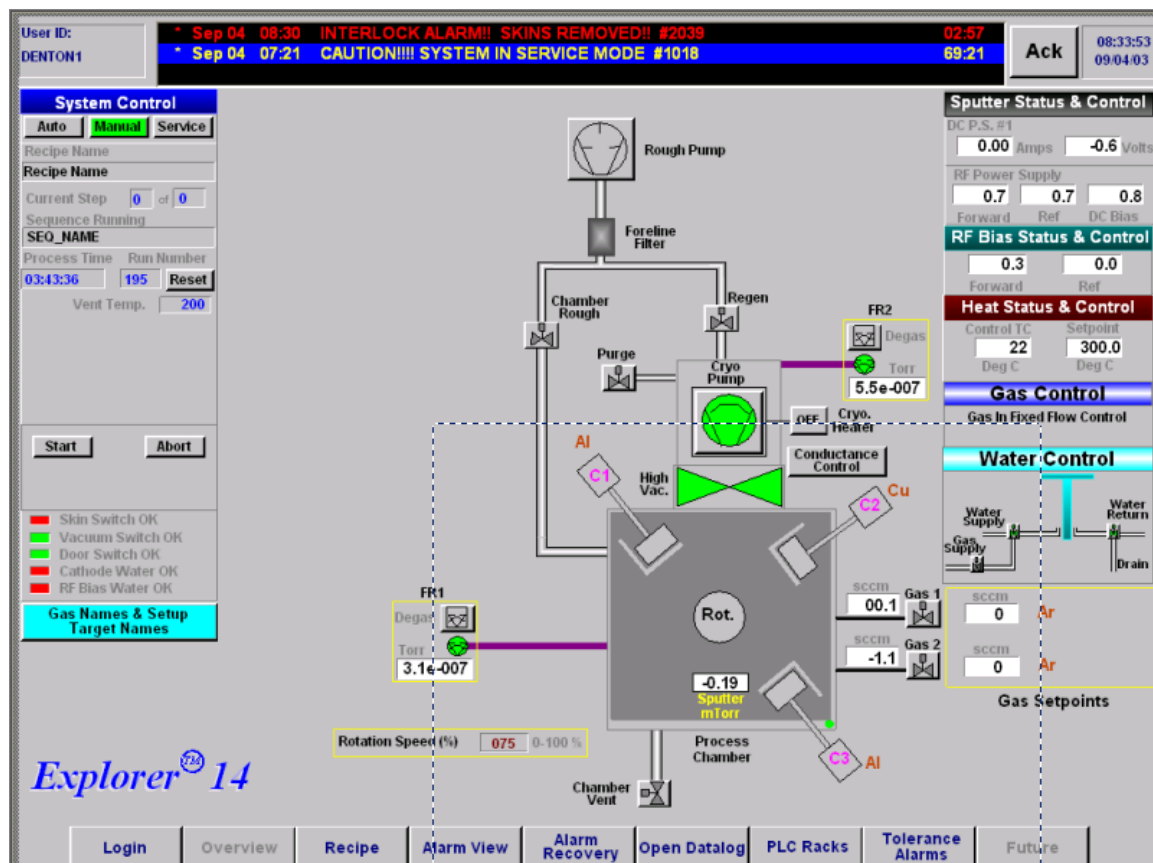 User ID:
DENTON1
* Sep 04 08:30 INTERLOCK ALARM!! SKINS REMOVED!! #2039 02:57
* Sep 04 07:21 CAUTION!!!! SYSTEM IN SERVICE MODE #1018 69:21
Ack
08:33:53
09/04/03
System Control
Auto Manual Service
Recipe Name
Recipe Name
Current Step 0 of 0
Sequence Running
SEQ_NAME
Process Time Run Number
03:43:36 195 Reset
Vent Temp. 200
Start Abort
Skin Switch OK
Vacuum Switch OK
Door Switch OK
Cathode Water OK
RF Bias Water OK
Gas Names & Setup
Target Names
Rough Pump
Foreline
Filter
Chamber
Rough
Regen
Purge
Cryo
Pump
FR2
Degas
Torr
5.5e-007
OFF
Cryo.
Heater
Conductance
Control
High
Vac.
Al
C1
C2
Cu
Rot.
FR1
Degas
Torr
3.1e-007
sccm
00.1
Gas 1
sccm
-1.1
Gas 2
-0.19
Sputter
mTorr
C3
Al
Process
Chamber
Chamber
Vent
Rotation Speed (%) 075 0-100 %
Explorer TM 14
Sputter Status & Control
DC P.S. #1
0.00 Amps -0.6 Volts
RF Power Supply
0.7 0.7 0.8
Forward Ref DC Bias
RF Bias Status & Control
0.3 0.0
Forward Ref
Heat Status & Control
Control TC Setpoint
22 300.0
Deg C Deg C
Gas Control
Gas In Fixed Flow Control
Water Control
Water
Supply
Water
Return
Gas
Supply
Drain
sccm
0 Ar
sccm
0 Ar
Gas Setpoints
Login Overview Recipe Alarm View Alarm Recovery Open Datalog PLC Racks Tolerance Alarms Future